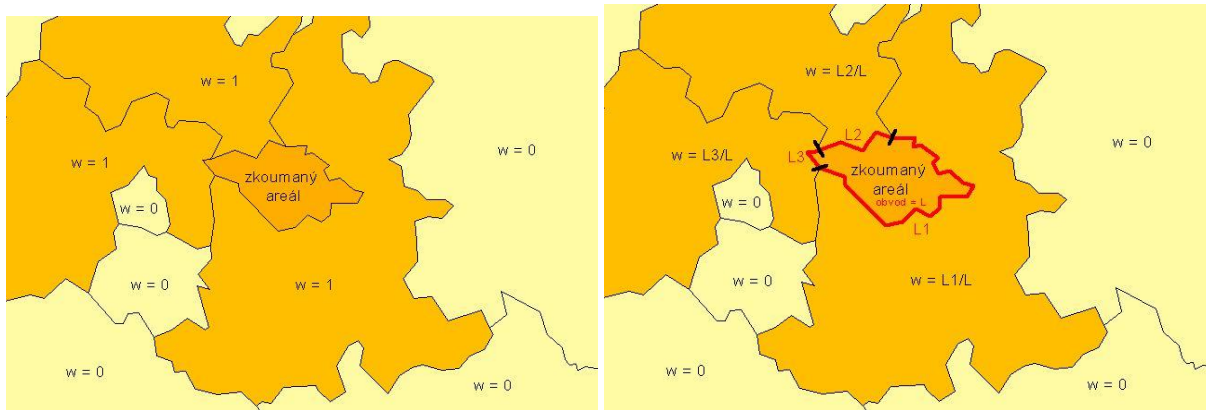 w = 1
w = 1
w = 0
zkoumaný
areál
w = 0
w = 0
w = 1
w = 0
w = 0
w = L2/L
w = 0
w = L3/L
L2
L3
zkoumaný
areál
obvod = L
L1
w = 0
w = 0
w = L1/L
w = 0
w = 0